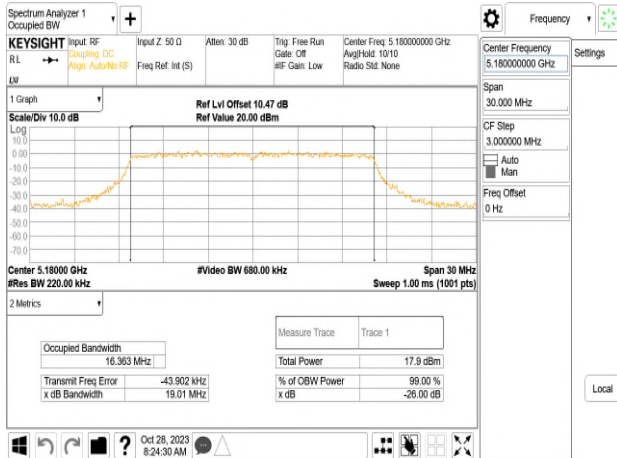 Spectrum Analyzer 1
Occupied BW
+
Frequency
KEYSIGHT
RL
Input: RF
Coupling: DC
Align: Auto/No RF
Input Z: 50 Ω
Freq Ref: Int (S)
Atten: 30 dB
Trig: Free Run
Gate: Off
#IF Gain: Low
Center Freq: 5.180000000 GHz
Avg|Hold: 10/10
Radio Std: None
Center Frequency
5.180000000 GHz
Settings
Span
30.000 MHz
CF Step
3.000000 MHz
Auto
Man
Freq Offset
0 Hz
Local
1 Graph
Scale/Div 10.0 dB
Ref Lvl Offset 10.47 dB
Ref Value 20.00 dBm
Log
10.0
0.00
-10.0
-20.0
-30.0
-40.0
-50.0
-60.0
-70.0
Center 5.18000 GHz
#Video BW 680.00 kHz
Span 30 MHz
#Res BW 220.00 kHz
Sweep 1.00 ms (1001 pts)
2 Metrics
Measure Trace
Trace 1
Occupied Bandwidth
16.363 MHz
Total Power
17.9 dBm
Transmit Freq Error
-43.902 kHz
% of OBW Power
99.00 %
x dB Bandwidth
19.01 MHz
x dB
-26.00 dB
?
Oct 28, 2023
8:24:30 AM